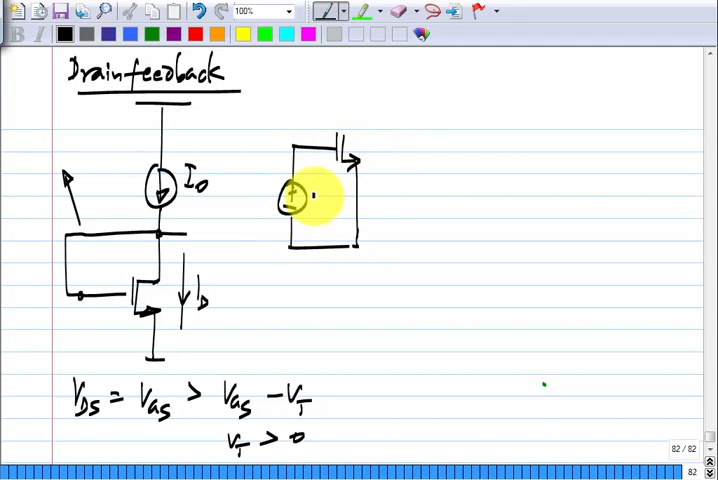 100%
B I
Drain feedback
I0
ID
VDS = VGS > VGS - VT
VT > 0
82 / 82
82